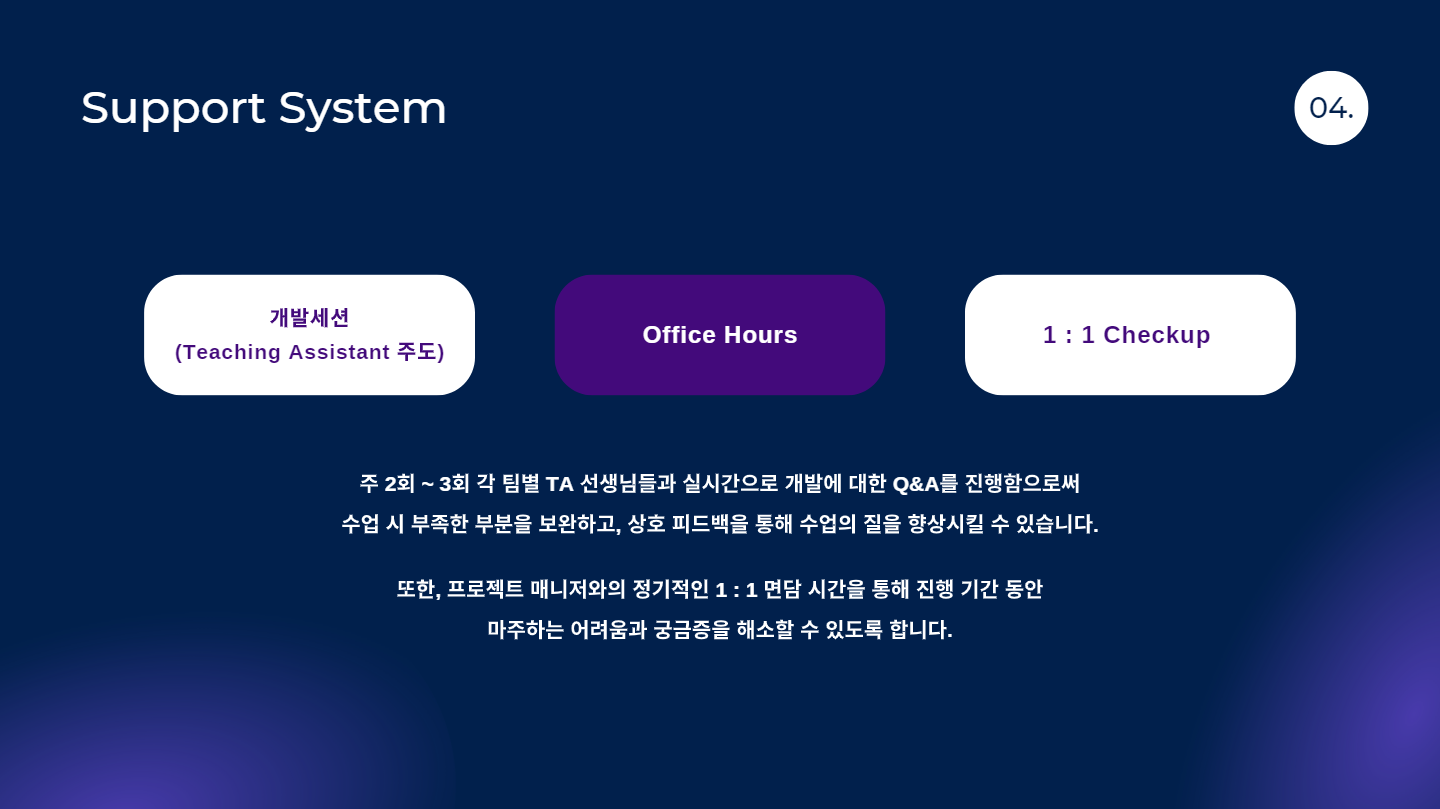 Support System
04.
개발세션
(Teaching Assistant 주도)
Office Hours
1 : 1 Checkup
주 2회 ~ 3회 각 팀별 TA 선생님들과 실시간으로 개발에 대한 Q&A를 진행함으로써
수업 시 부족한 부분을 보완하고, 상호 피드백을 통해 수업의 질을 향상시킬 수 있습니다.
또한, 프로젝트 매니저와의 정기적인 1 : 1 면담 시간을 통해 진행 기간 동안
마주하는 어려움과 궁금증을 해소할 수 있도록 합니다.